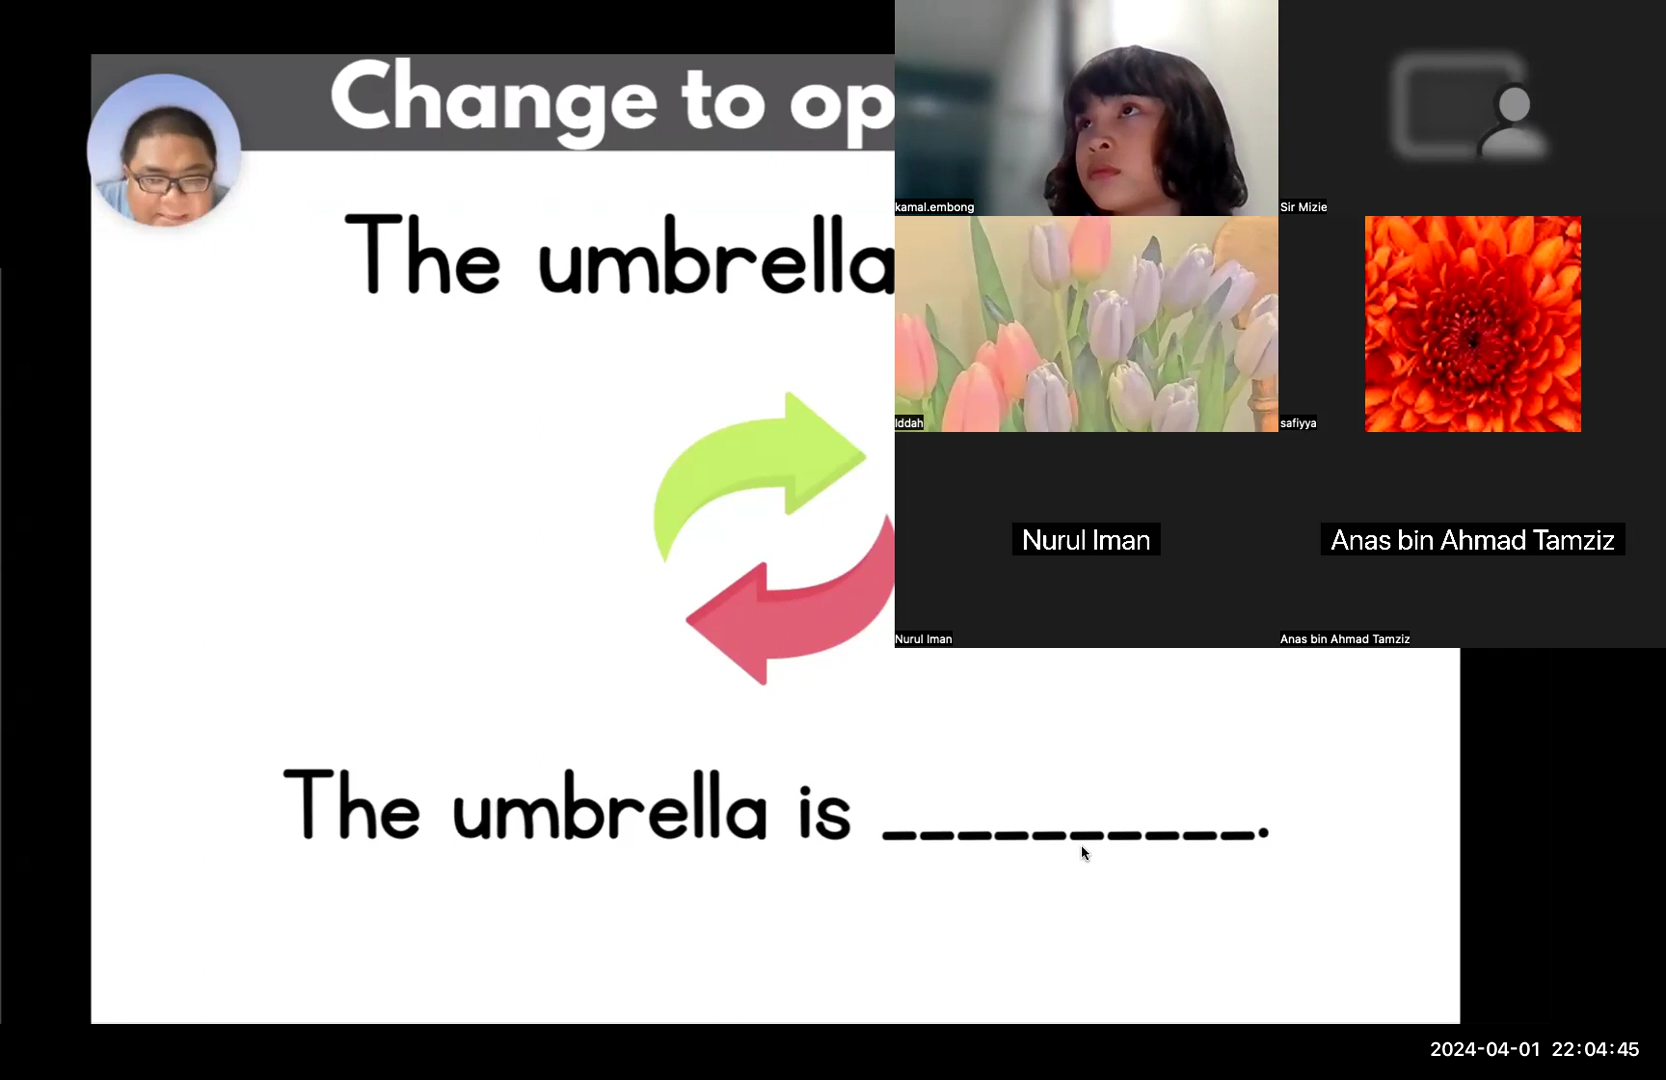 Change to op
The umbrella
The umbrella is __________.
kamal.embong
Sir Mizie
Iddah
safiyya
Nurul Iman
Anas bin Ahmad Tamziz
Nurul Iman
Anas bin Ahmad Tamziz
2024-04-01 22:04:45